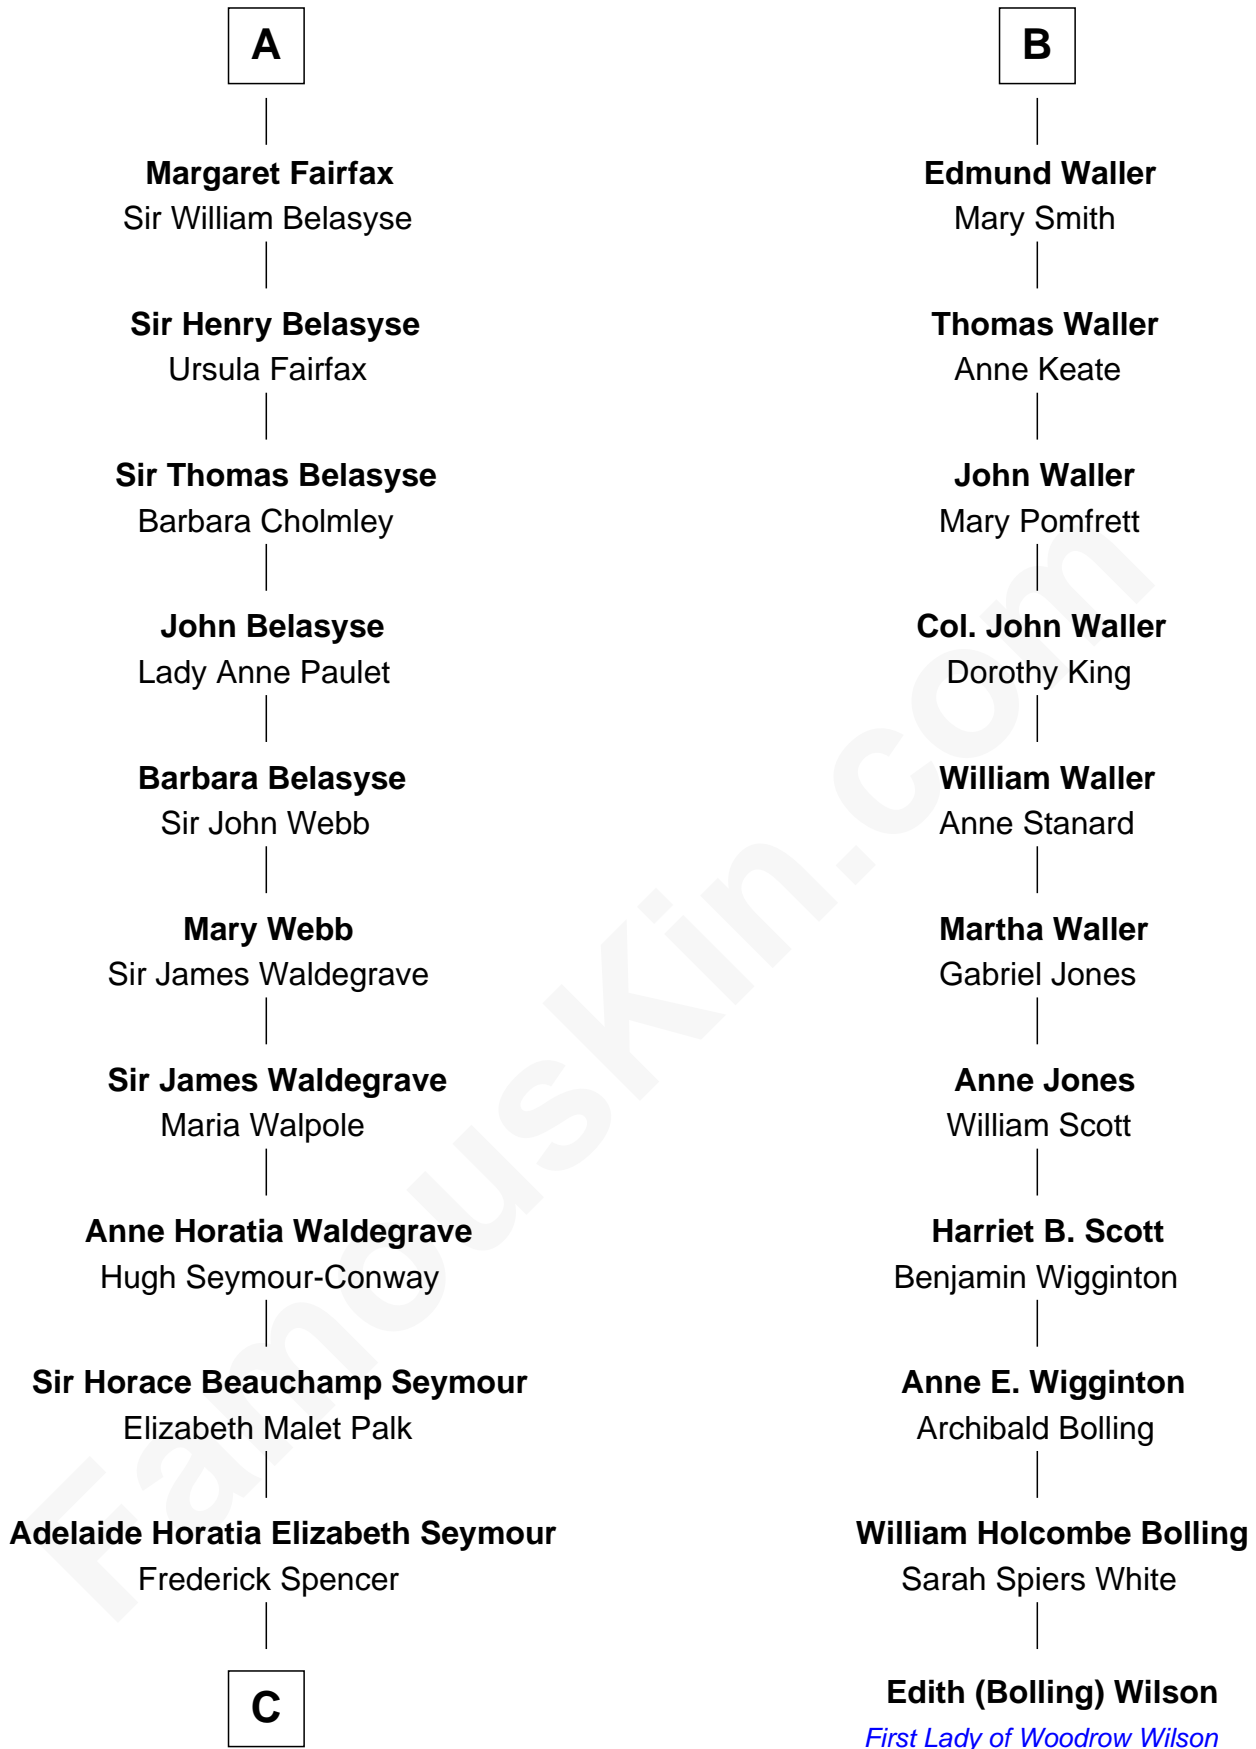 A
Margaret Fairfax
Sir William Belasyse
Sir Henry Belasyse
Ursula Fairfax
Sir Thomas Belasyse
Barbara Cholmley
John Belasyse
Lady Anne Paulet
Barbara Belasyse
Sir John Webb
Mary Webb
Sir James Waldegrave
Sir James Waldegrave
Maria Walpole
Anne Horatia Waldegrave
Hugh Seymour-Conway
Sir Horace Beauchamp Seymour
Elizabeth Malet Palk
Adelaide Horatia Elizabeth Seymour
Frederick Spencer
C
B
Edmund Waller
Mary Smith
Thomas Waller
Anne Keate
John Waller
Mary Pomfrett
Col. John Waller
Dorothy King
William Waller
Anne Stanard
Martha Waller
Gabriel Jones
Anne Jones
William Scott
Harriet B. Scott
Benjamin Wigginton
Anne E. Wigginton
Archibald Bolling
William Holcombe Bolling
Sarah Spiers White
Edith (Bolling) Wilson
First Lady of Woodrow Wilson
FamousKin.com